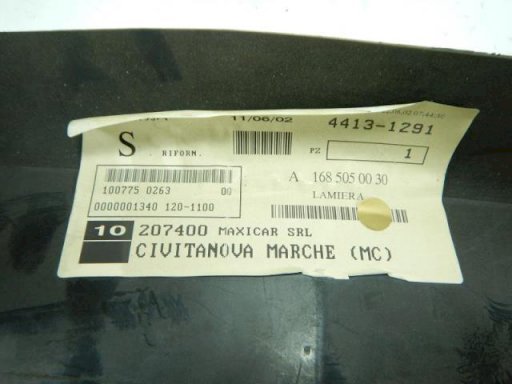 11/06/02
4413-1291
S . RIFORN. PZ 1
A 168 505 00 30
LAMIERA
100775 0263 00
0000001340 120-1100
10 207400 MAXICAR SRL
CIVITANOVA MARCHE (MC)